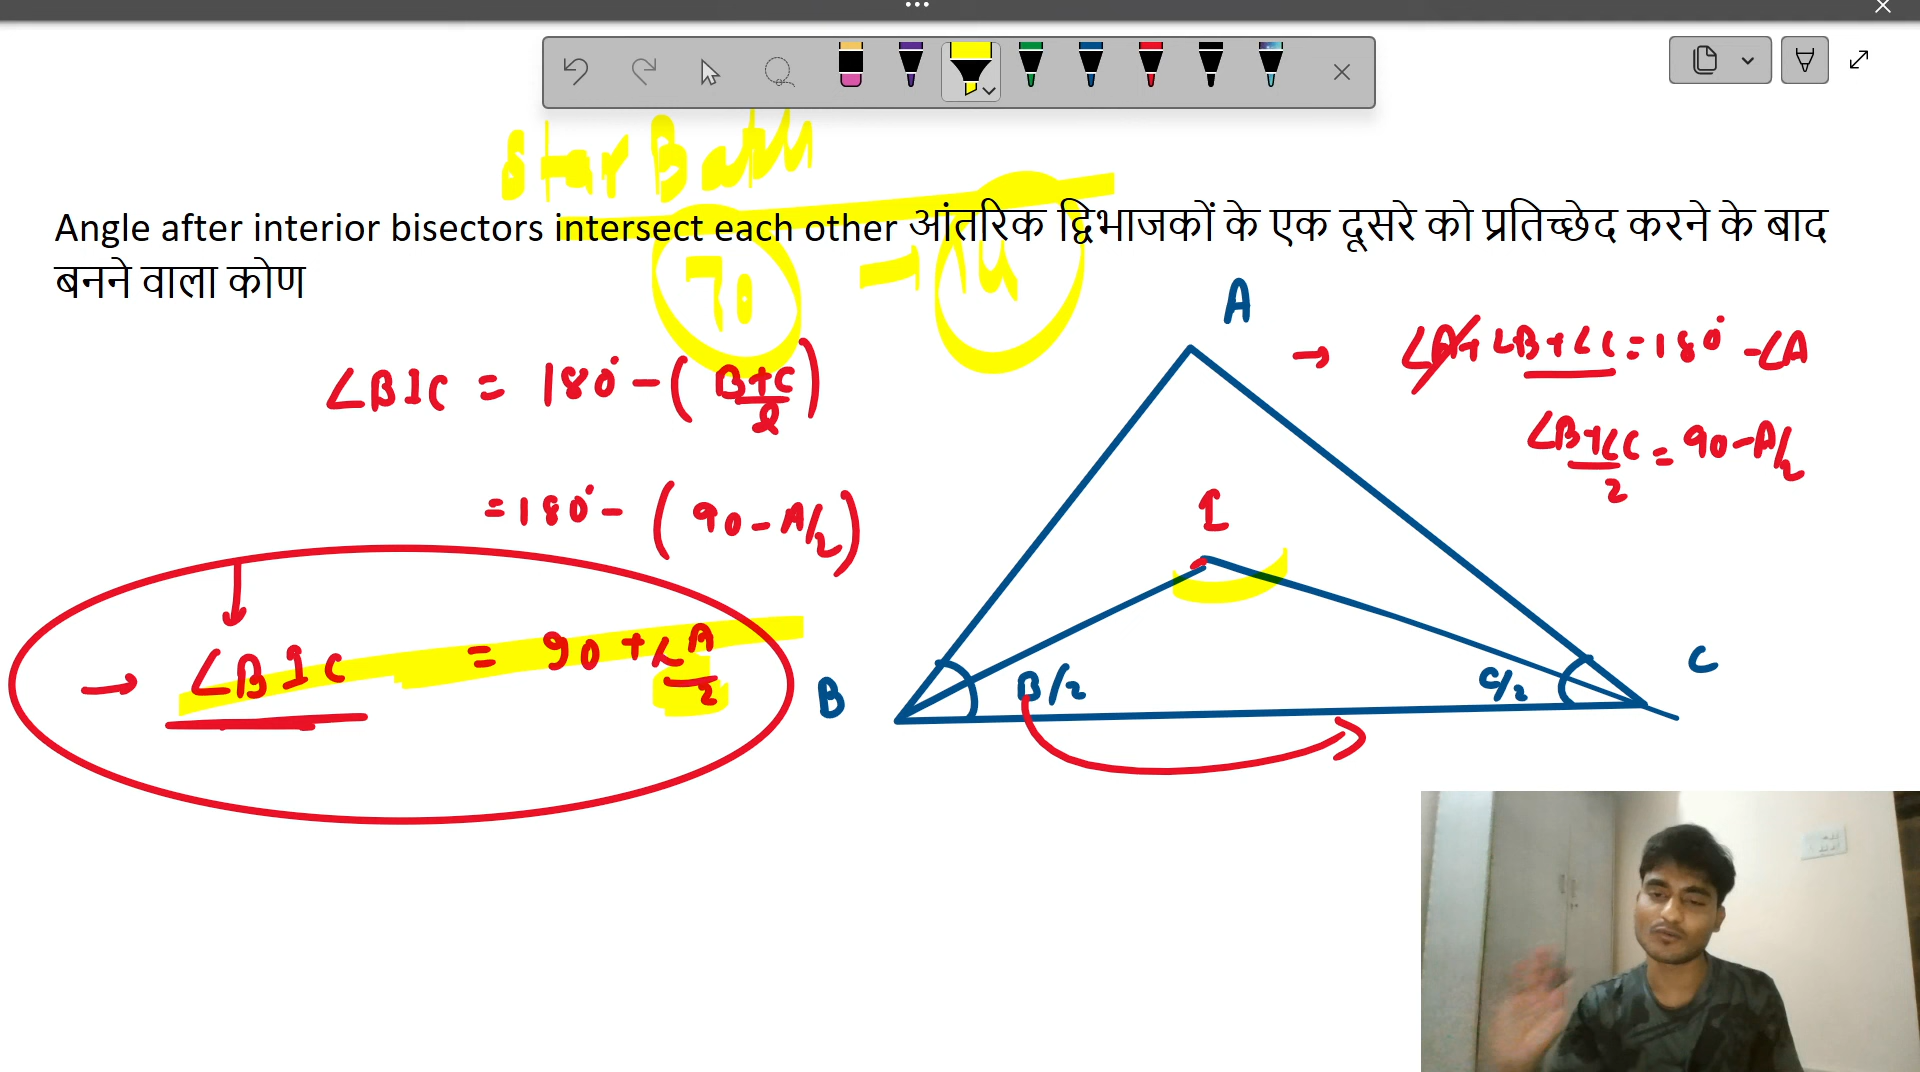 Star Batch
Angle after interior bisectors intersect each other आंतरिक द्विभाजकों के एक दूसरे को प्रतिच्छेद करने के बाद
बनने वाला कोण
70 →
A
→ ∠A+∠B+∠C=180°-∠A
∠BIC = 180°-(B+C/2)
∠B+∠C/2=90-A/2
=180°-(90-A/2)
I
→ ∠BIC = 90+∠A/2
B
B/2
C/2
C